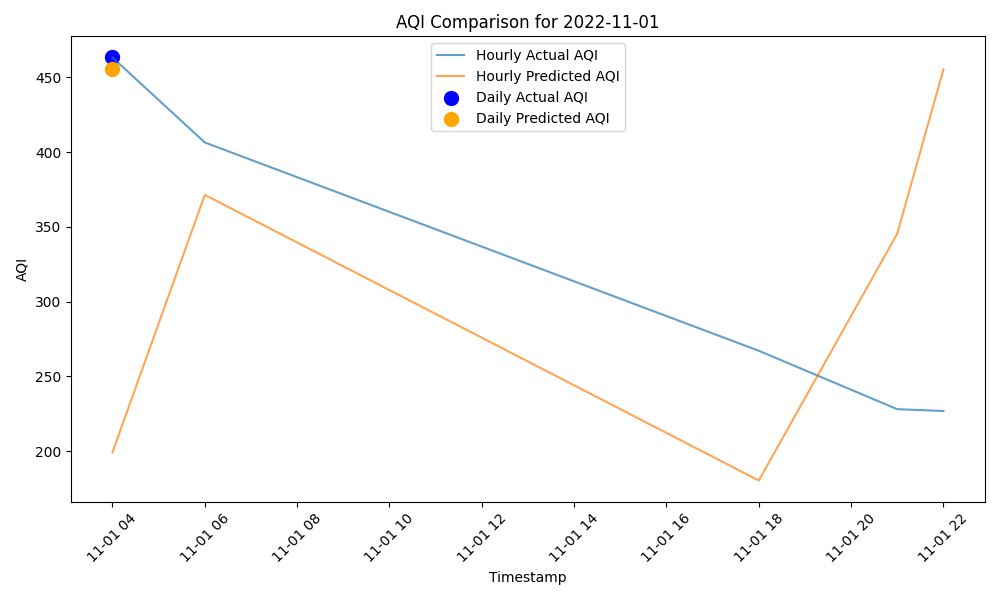 AQI Comparison for 2022-11-01
Hourly Actual AQI
Hourly Predicted AQI
Daily Actual AQI
Daily Predicted AQI
AQI
450
400
350
300
250
200
11-01 04
11-01 06
11-01 08
11-01 10
11-01 12
11-01 14
11-01 16
11-01 18
11-01 20
11-01 22
Timestamp